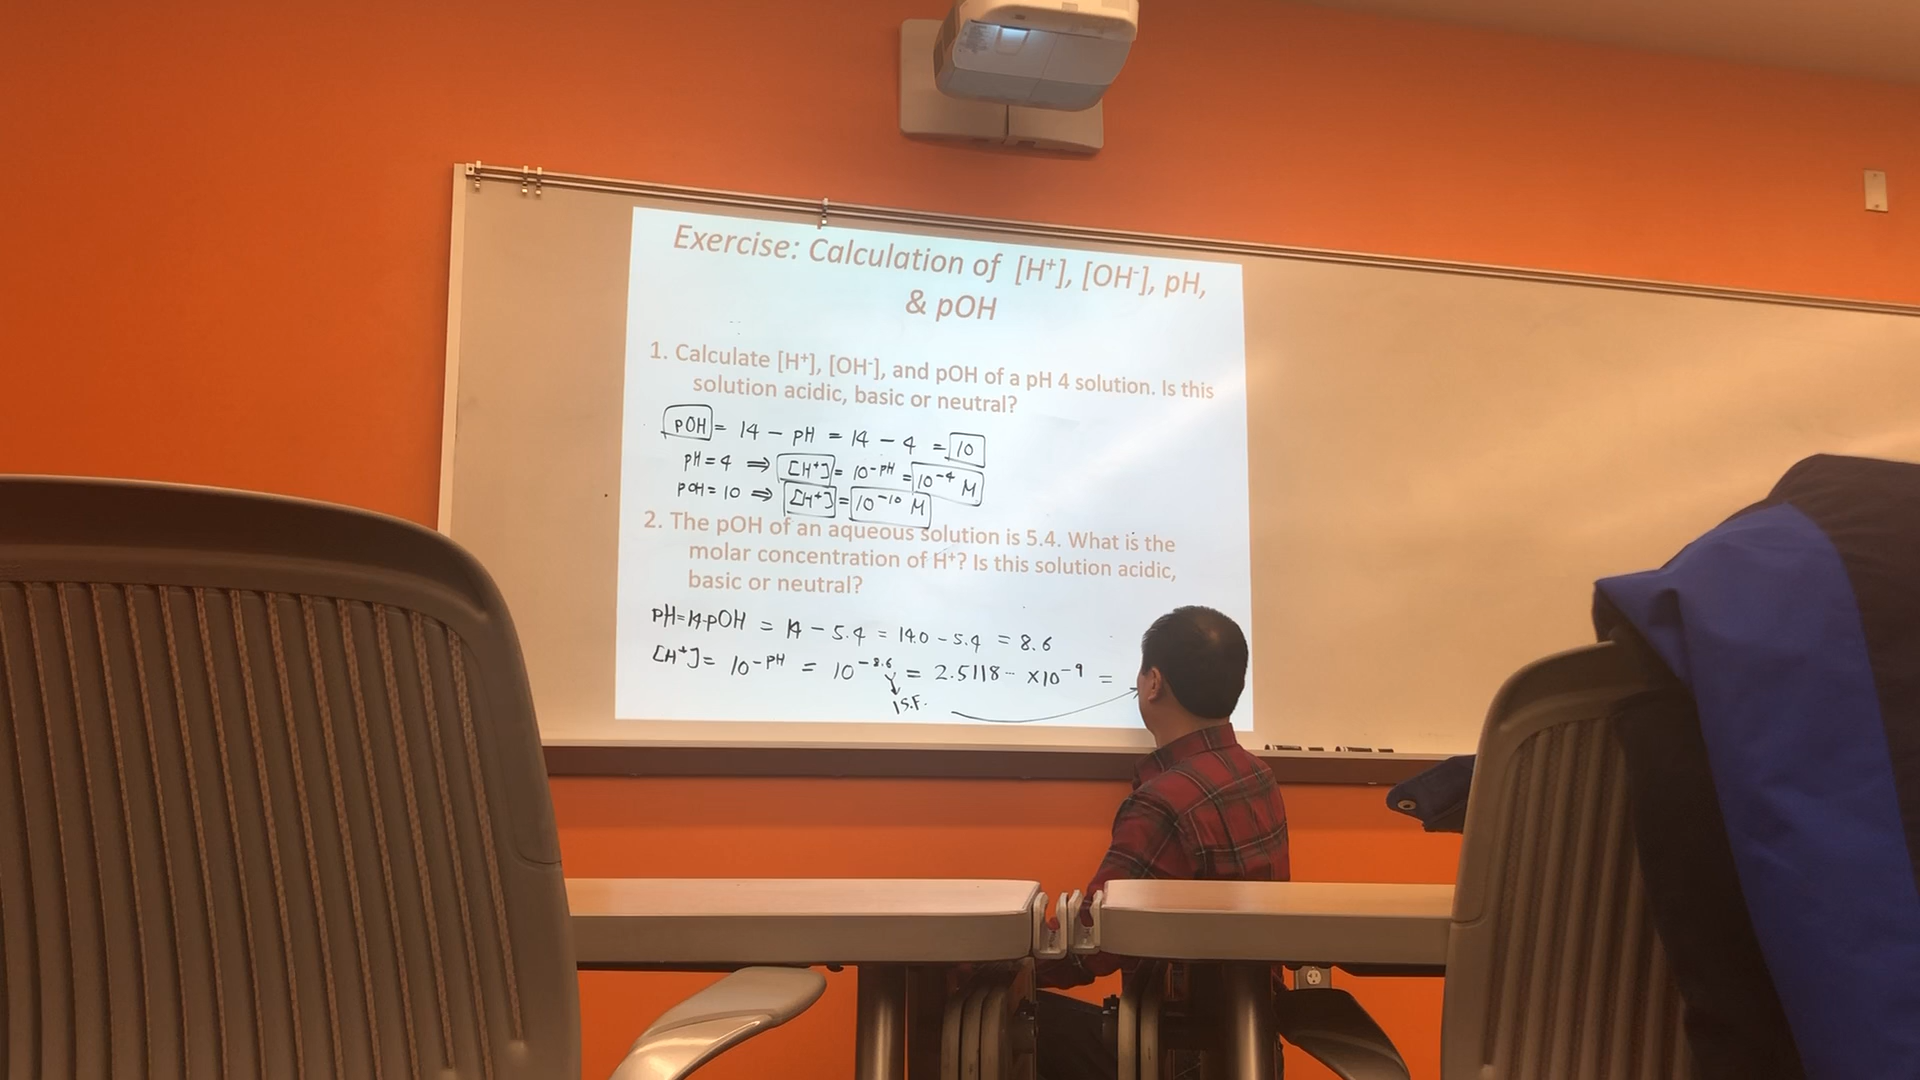 Exercise: Calculation of [H⁺], [OH⁻], pH,
& pOH
1. Calculate [H⁺], [OH⁻], and pOH of a pH 4 solution. Is this
solution acidic, basic or neutral?
pOH = 14 - pH = 14 - 4 = 10
pH = 4 ⇒ [H⁺] = 10^-pH = 10^-4 M
pOH = 10 ⇒ [H⁺] = 10^-10 M
2. The pOH of an aqueous solution is 5.4. What is the
molar concentration of H⁺? Is this solution acidic,
basic or neutral?
pH=14-pOH = 14 - 5.4 = 14.0 - 5.4 = 8.6
[H⁺] = 10^-pH = 10^-8.6 = 2.5118... ×10^-9 =
1 S.F.